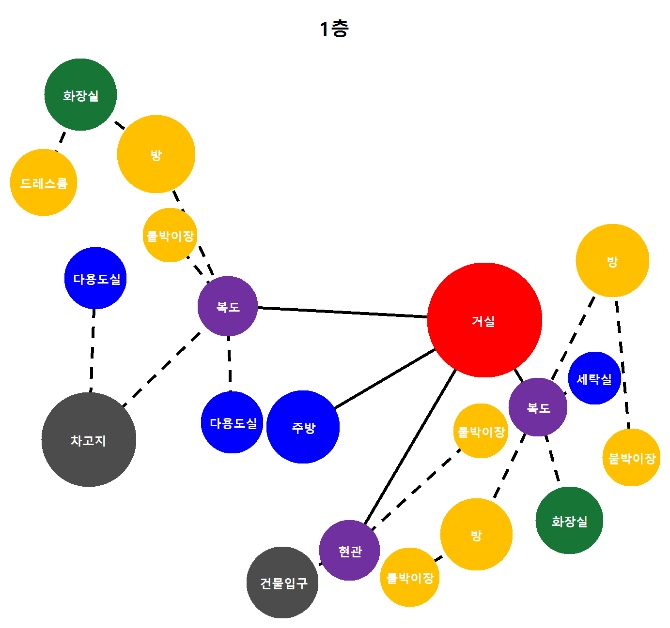 1층
화장실
방
드레스룸
붙박이장
방
다용도실
복도
거실
세탁실
복도
다용도실
주방
붙박이장
차고지
붙박이장
화장실
방
현관
건물입구
붙박이장